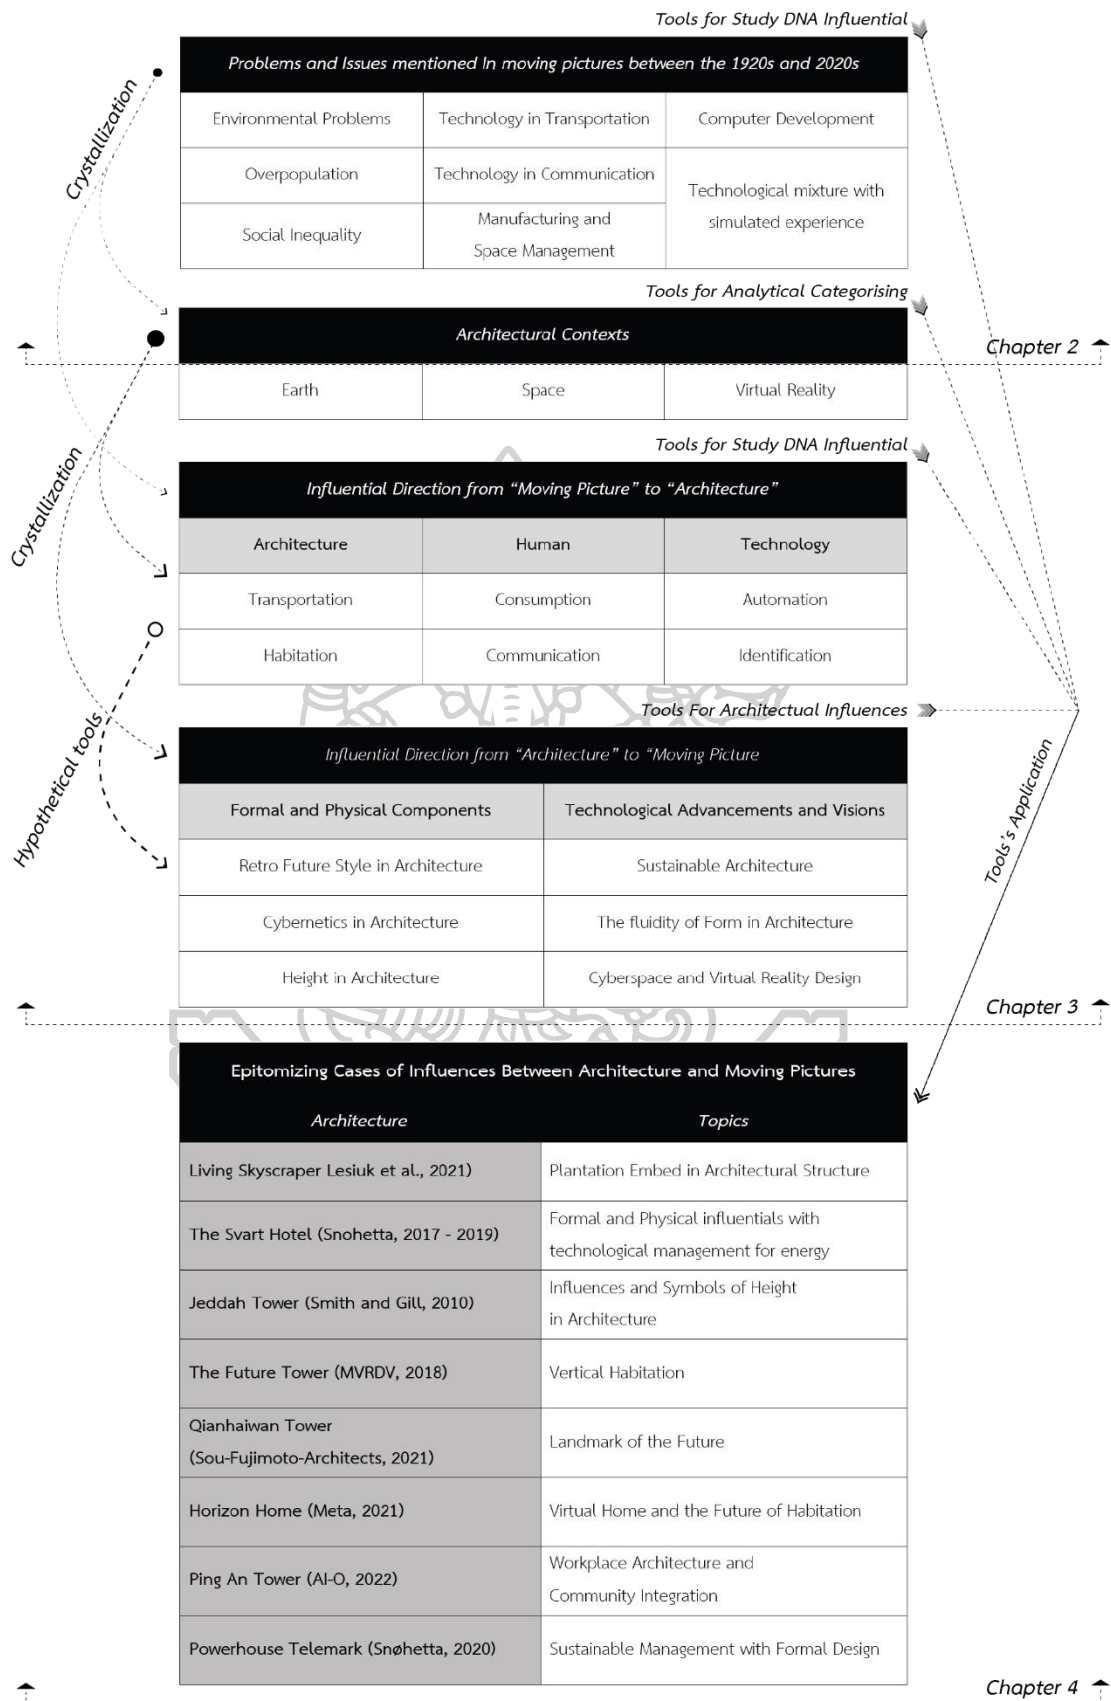 Tools for Study DNA Influential
Problems and Issues mentioned In moving pictures between the 1920s and 2020s
Environmental Problems
Technology in Transportation
Computer Development
Overpopulation
Technology in Communication
Technological mixture with
simulated experience
Social Inequality
Manufacturing and
Space Management
Crystallization
Tools for Analytical Categorising
Architectural Contexts
Chapter 2
Earth
Space
Virtual Reality
Tools for Study DNA Influential
Influential Direction from “Moving Picture” to “Architecture”
Architecture
Human
Technology
Transportation
Consumption
Automation
Habitation
Communication
Identification
Crystallization
Tools For Architectual Influences
Influential Direction from “Architecture” to “Moving Picture
Formal and Physical Components
Technological Advancements and Visions
Retro Future Style in Architecture
Sustainable Architecture
Cybernetics in Architecture
The fluidity of Form in Architecture
Height in Architecture
Cyberspace and Virtual Reality Design
Hypothetical tools
Tools's Application
Chapter 3
Epitomizing Cases of Influences Between Architecture and Moving Pictures
Architecture
Topics
Living Skyscraper Lesiuk et al., 2021)
Plantation Embed in Architectural Structure
The Svart Hotel (Snohetta, 2017 - 2019)
Formal and Physical influentials with
technological management for energy
Jeddah Tower (Smith and Gill, 2010)
Influences and Symbols of Height
in Architecture
The Future Tower (MVRDV, 2018)
Vertical Habitation
Qianhaiwan Tower
(Sou-Fujimoto-Architects, 2021)
Landmark of the Future
Horizon Home (Meta, 2021)
Virtual Home and the Future of Habitation
Ping An Tower (AI-O, 2022)
Workplace Architecture and
Community Integration
Powerhouse Telemark (Snøhetta, 2020)
Sustainable Management with Formal Design
Chapter 4